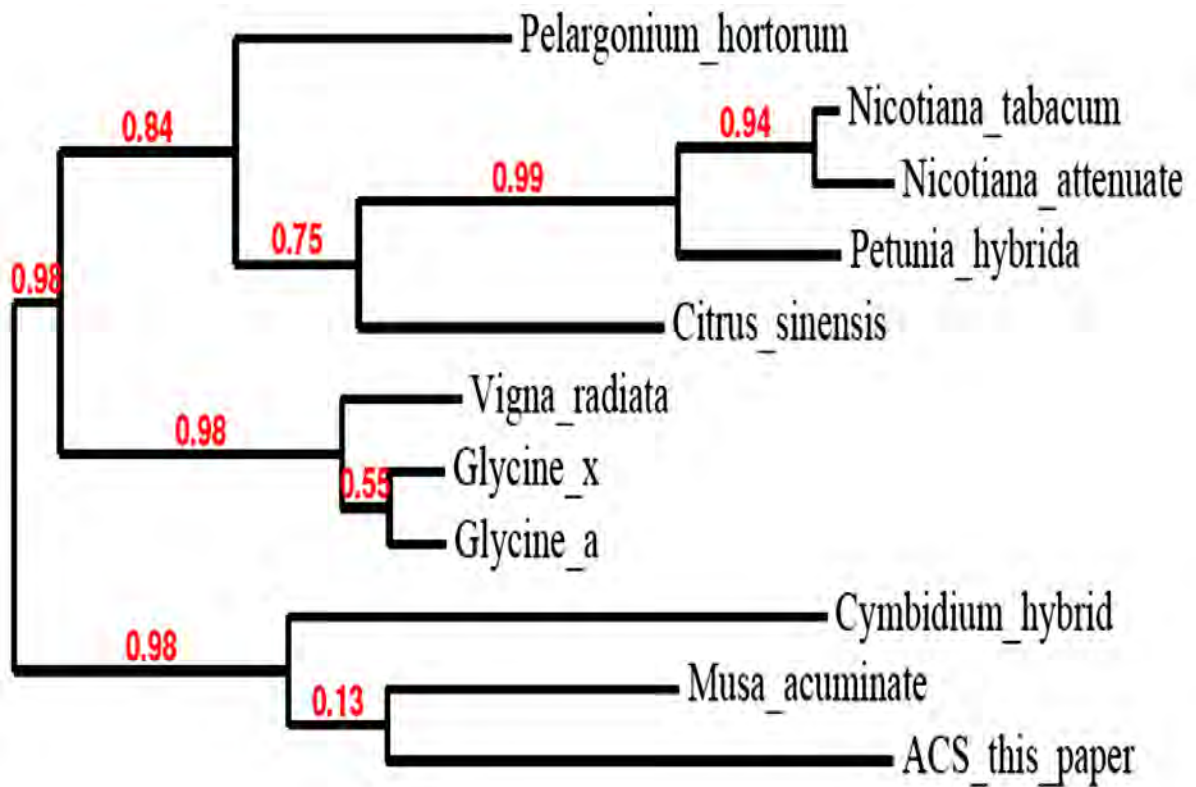 Pelargonium_hortorum
0.84
Nicotiana_tabacum
0.94
Nicotiana_attenuate
0.99
Petunia_hybrida
0.75
0.98
Citrus_sinensis
Vigna_radiata
0.98
Glycine_x
0.55
Glycine_a
Cymbidium_hybrid
0.98
Musa_acuminate
0.13
ACS_this_paper